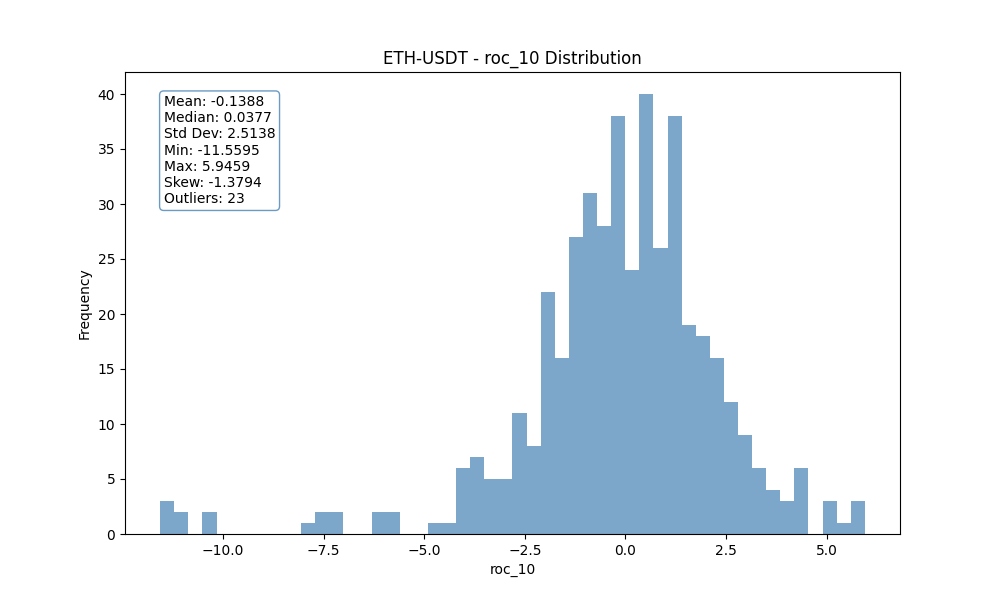 ETH-USDT - roc_10 Distribution
Mean: -0.1388
Median: 0.0377
Std Dev: 2.5138
Min: -11.5595
Max: 5.9459
Skew: -1.3794
Outliers: 23
Frequency
40
35
30
25
20
15
10
5
0
−10.0 −7.5 −5.0 −2.5 0.0 2.5 5.0
roc_10